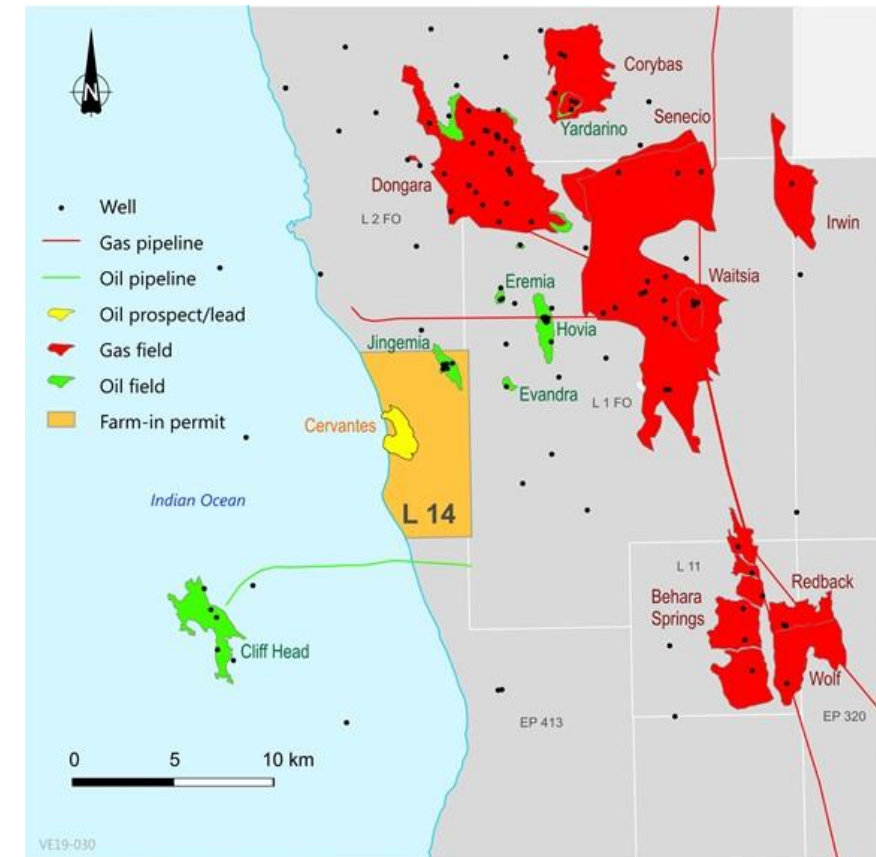 N
Corybas
Senecio
Yardarino
Dongara
L 2 FO
Irwin
Well
Gas pipeline
Oil pipeline
Oil prospect/lead
Gas field
Oil field
Farm-in permit
Waitsia
Eremia
Hovia
Jingemia
Evandra
L 1 FO
Cervantes
Indian Ocean
L 14
L 11
Redback
Behara
Springs
Cliff Head
Wolf
EP 413
EP 320
0 5 10 km
VE19-030